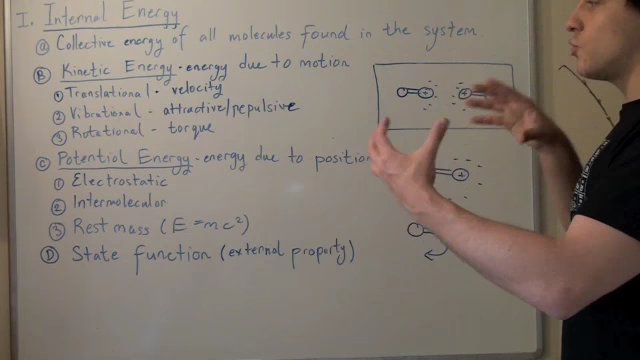 I. Internal Energy
Ⓐ Collective energy of all molecules found in the system
Ⓑ Kinetic Energy - energy due to motion
① Translational - velocity
② Vibrational - attractive/repulsive
③ Rotational - torque
Ⓒ Potential Energy - energy due to position
① Electrostatic
② Intermolecular
③ Rest mass (E=mc²)
Ⓓ State function (external property)